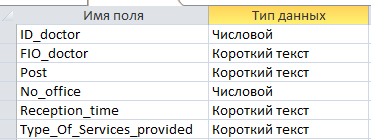 Имя поля Тип данных
ID_doctor Числовой
FIO_doctor Короткий текст
Post Короткий текст
No_office Числовой
Reception_time Короткий текст
Type_Of_Services_provided Короткий текст